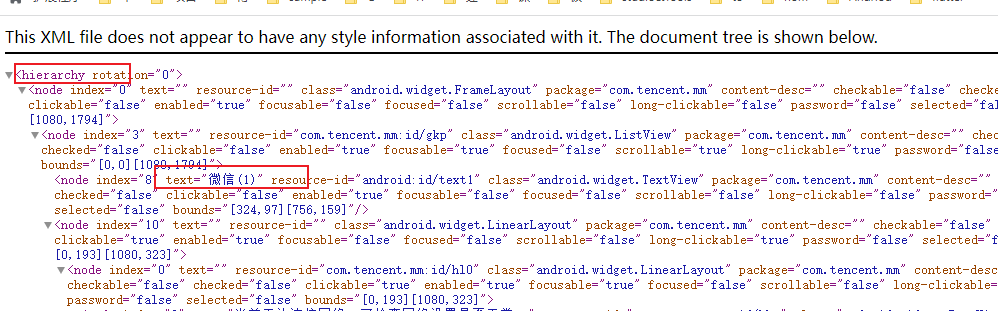 This XML file does not appear to have any style information associated with it. The document tree is shown below.
▼<hierarchy rotation="0">
▼<node index="0" text="" resource-id="" class="android.widget.FrameLayout" package="com.tencent.mm" content-desc="" checkable="false" checke
clickable="false" enabled="true" focusable="false" focused="false" scrollable="false" long-clickable="false" password="false" selected="fal
[1080,1794]">
▼<node index="3" text="" resource-id="com.tencent.mm:id/gkp" class="android.widget.ListView" package="com.tencent.mm" content-desc="" check
checked="false" clickable="false" enabled="true" focusable="true" focused="false" scrollable="true" long-clickable="true" password="false"
bounds="[0,0][1080,1794]">
<node index="8" text="微信(1)" resource-id="android:id/text1" class="android.widget.TextView" package="com.tencent.mm" content-desc=""
checked="false" clickable="false" enabled="true" focusable="false" focused="false" scrollable="false" long-clickable="false" password=
selected="false" bounds="[324,97][756,159]"/>
▼<node index="10" text="" resource-id="" class="android.widget.LinearLayout" package="com.tencent.mm" content-desc="" checkable="false"
clickable="true" enabled="true" focusable="false" focused="false" scrollable="false" long-clickable="true" password="false" selected="f
[0,193][1080,323]">
▼<node index="0" text="" resource-id="com.tencent.mm:id/hl0" class="android.widget.LinearLayout" package="com.tencent.mm" content-desc=
checkable="false" checked="false" clickable="false" enabled="true" focusable="false" focused="false" scrollable="false" long-clickable=
password="false" selected="false" bounds="[0,193][1080,323]">